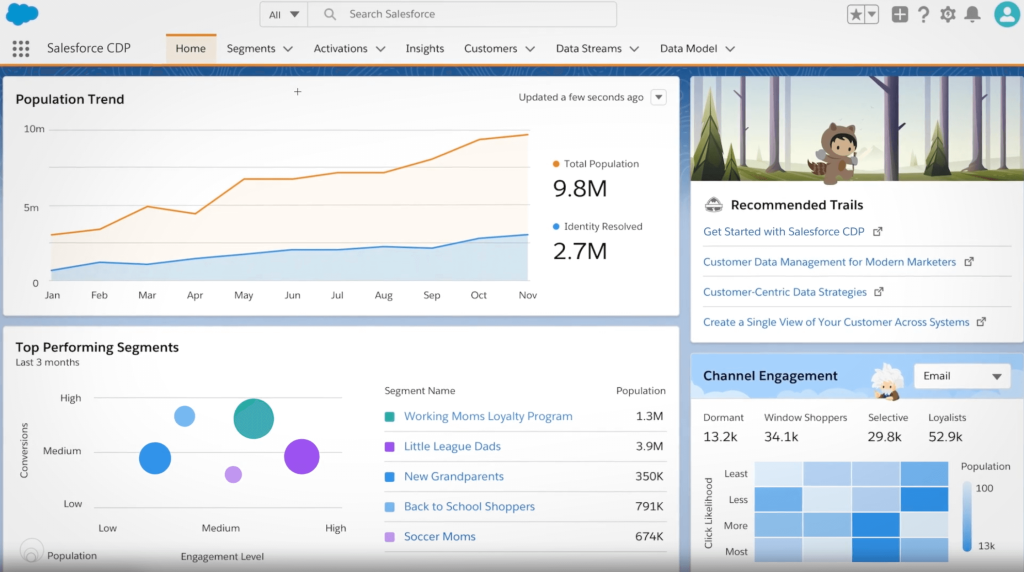 All
Search Salesforce
Salesforce CDP
Home
Segments
Activations
Insights
Customers
Data Streams
Data Model
Population Trend
Updated a few seconds ago
10m
5m
0
Jan Feb Mar Apr May Jun Jul Aug Sep Oct Nov
Total Population
9.8M
Identity Resolved
2.7M
Recommended Trails
Get Started with Salesforce CDP
Customer Data Management for Modern Marketers
Customer-Centric Data Strategies
Create a Single View of Your Customer Across Systems
Top Performing Segments
Last 3 months
Conversions
High
Medium
Low
Low Medium High
Population
Engagement Level
Segment Name Population
Working Moms Loyalty Program 1.3M
Little League Dads 3.9M
New Grandparents 350K
Back to School Shoppers 791K
Soccer Moms 674K
Channel Engagement
Email
Dormant Window Shoppers Selective Loyalists
13.2k 34.1k 29.8k 52.9k
Click Likelihood
Least
Less
More
Most
Population
100
13k